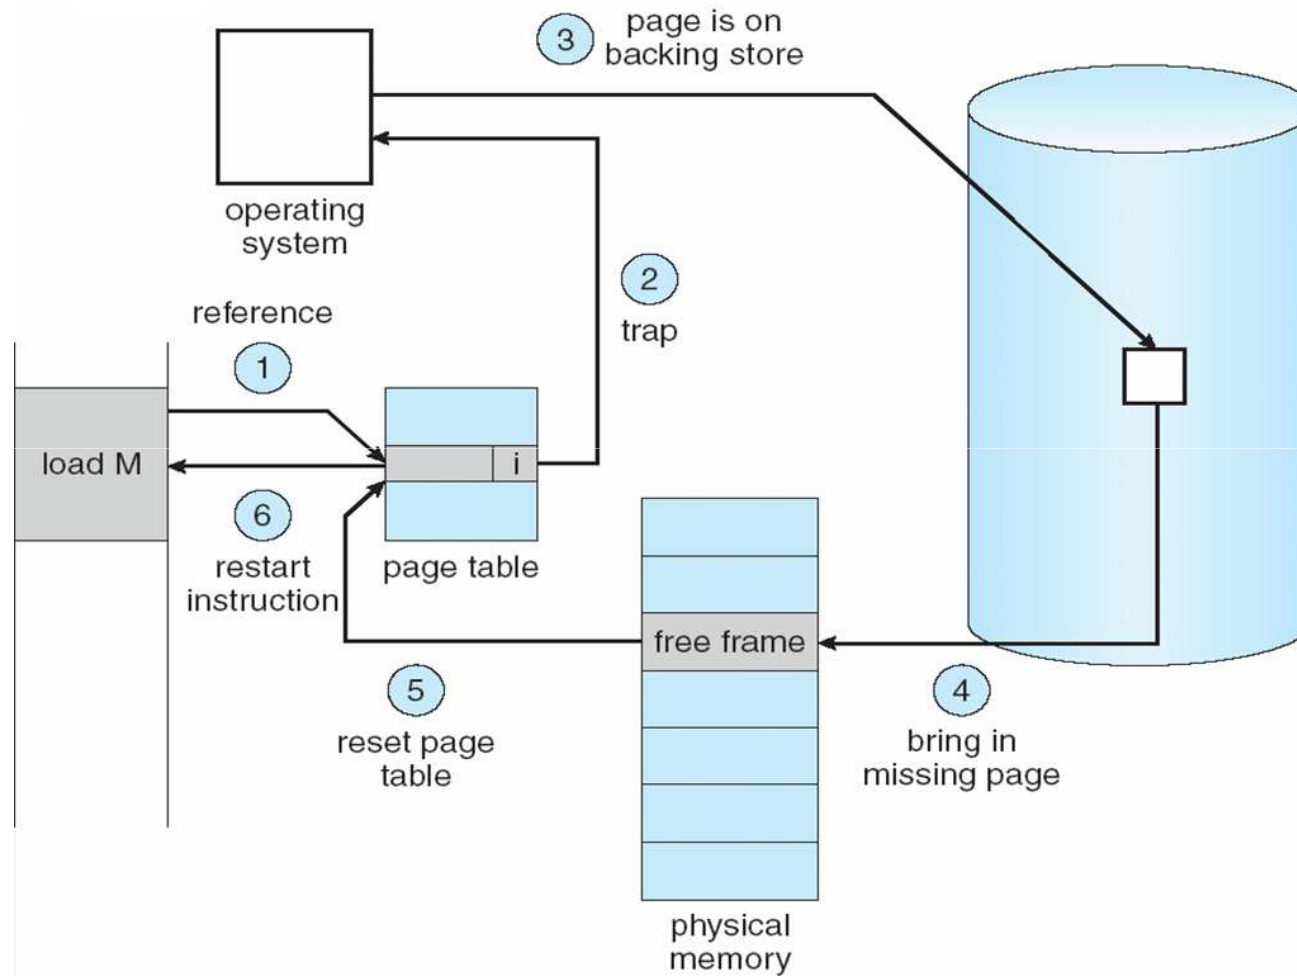 3
page is on
backing store
operating
system
2
trap
reference
1
load M
i
6
restart
instruction
page table
free frame
5
reset page
table
4
bring in
missing page
physical
memory